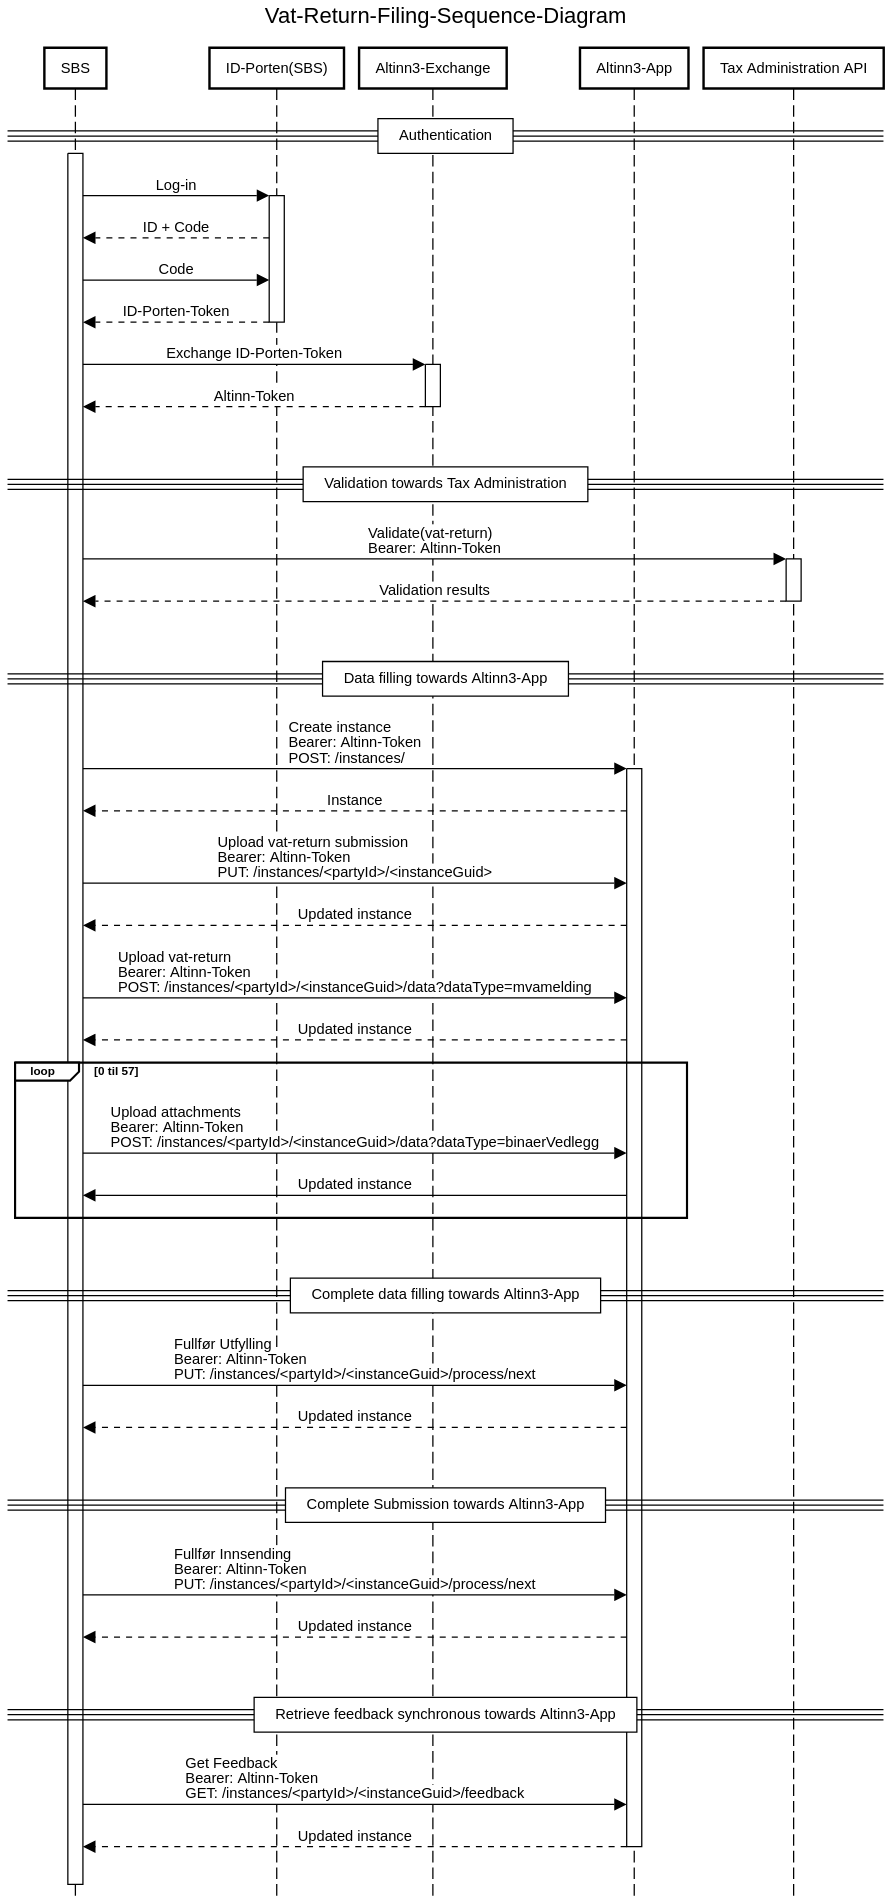 Vat-Return-Filing-Sequence-Diagram
SBS
ID-Porten(SBS)
Altinn3-Exchange
Altinn3-App
Tax Administration API
Authentication
Log-in
ID + Code
Code
ID-Porten-Token
Exchange ID-Porten-Token
Altinn-Token
Validation towards Tax Administration
Validate(vat-return)
Bearer: Altinn-Token
Validation results
Data filling towards Altinn3-App
Create instance
Bearer: Altinn-Token
POST: /instances/
Instance
Upload vat-return submission
Bearer: Altinn-Token
PUT: /instances/<partyId>/<instanceGuid>
Updated instance
Upload vat-return
Bearer: Altinn-Token
POST: /instances/<partyId>/<instanceGuid>/data?dataType=mvamelding
Updated instance
loop
[0 til 57]
Upload attachments
Bearer: Altinn-Token
POST: /instances/<partyId>/<instanceGuid>/data?dataType=binaerVedlegg
Updated instance
Complete data filling towards Altinn3-App
Fullfør Utfylling
Bearer: Altinn-Token
PUT: /instances/<partyId>/<instanceGuid>/process/next
Updated instance
Complete Submission towards Altinn3-App
Fullfør Innsending
Bearer: Altinn-Token
PUT: /instances/<partyId>/<instanceGuid>/process/next
Updated instance
Retrieve feedback synchronous towards Altinn3-App
Get Feedback
Bearer: Altinn-Token
GET: /instances/<partyId>/<instanceGuid>/feedback
Updated instance